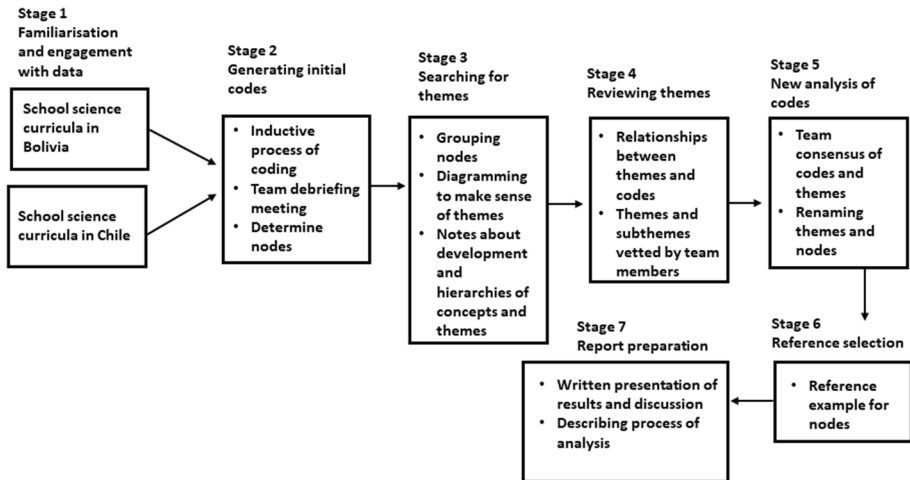 Stage 1
Familiarisation
and engagement
with data
School science
curricula in
Bolivia
School science
curricula in Chile
Stage 2
Generating initial
codes
• Inductive
process of
coding
• Team debriefing
meeting
• Determine
nodes
Stage 3
Searching for
themes
• Grouping
nodes
• Diagramming
to make sense
of themes
• Notes about
development
and
hierarchies of
concepts and
themes
Stage 4
Reviewing themes
• Relationships
between
themes and
codes
• Themes and
subthemes
vetted by team
members
Stage 5
New analysis of
codes
• Team
consensus of
codes and
themes
• Renaming
themes and
nodes
Stage 6
Reference selection
• Reference
example for
nodes
Stage 7
Report preparation
• Written presentation of
results and discussion
• Describing process of
analysis